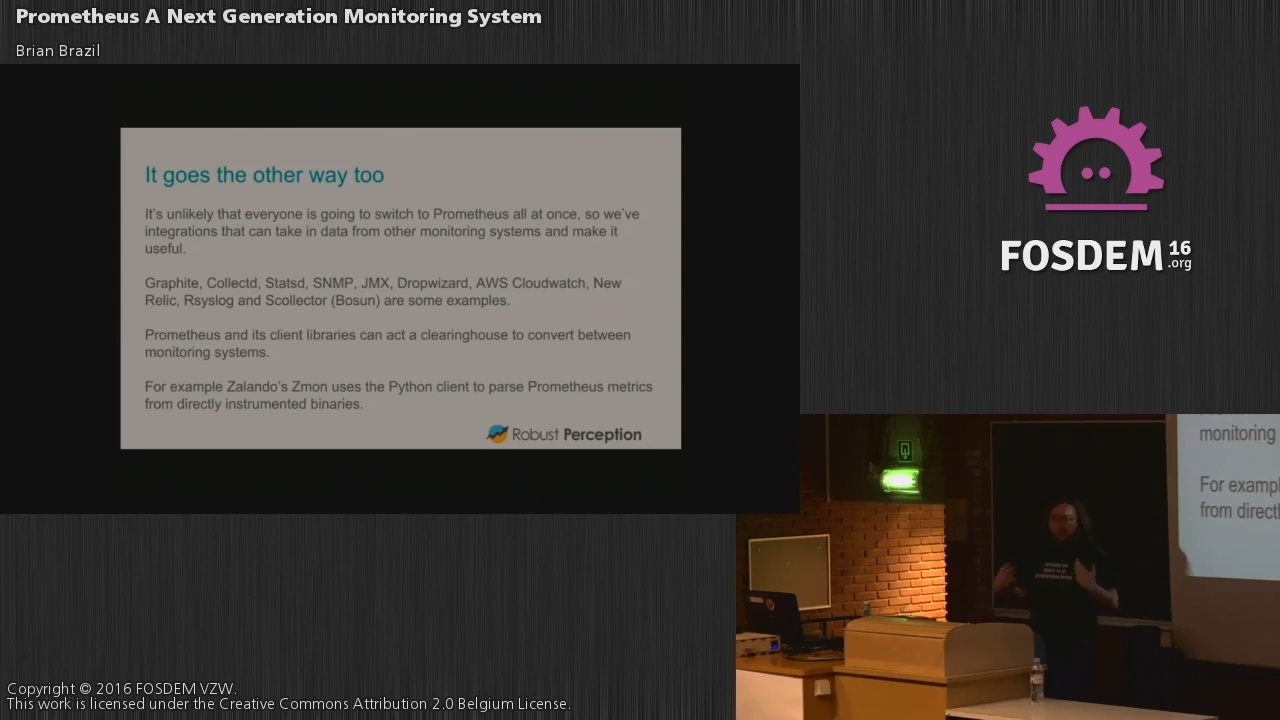 Prometheus A Next Generation Monitoring System
Brian Brazil
It goes the other way too
It's unlikely that everyone is going to switch to Prometheus all at once, so we've
integrations that can take in data from other monitoring systems and make it
useful.
Graphite, Collectd, Statsd, SNMP, JMX, Dropwizard, AWS Cloudwatch, New
Relic, Rsyslog and Scollector (Bosun) are some examples.
Prometheus and its client libraries can act a clearinghouse to convert between
monitoring systems.
For example Zalando's Zmon uses the Python client to parse Prometheus metrics
from directly instrumented binaries.
Robust Perception
FOSDEM 16
.org
monitoring
For exampl
from directl
Copyright © 2016 FOSDEM VZW.
This work is licensed under the Creative Commons Attribution 2.0 Belgium License.